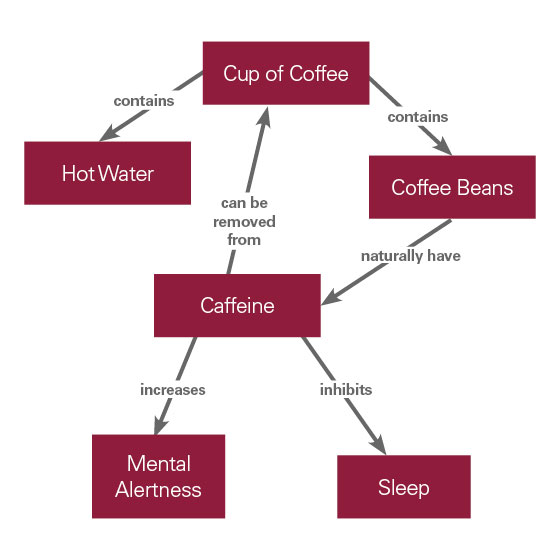 Cup of Coffee
contains
contains
Hot Water
Coffee Beans
can be
removed
from
naturally have
Caffeine
increases
inhibits
Mental
Alertness
Sleep